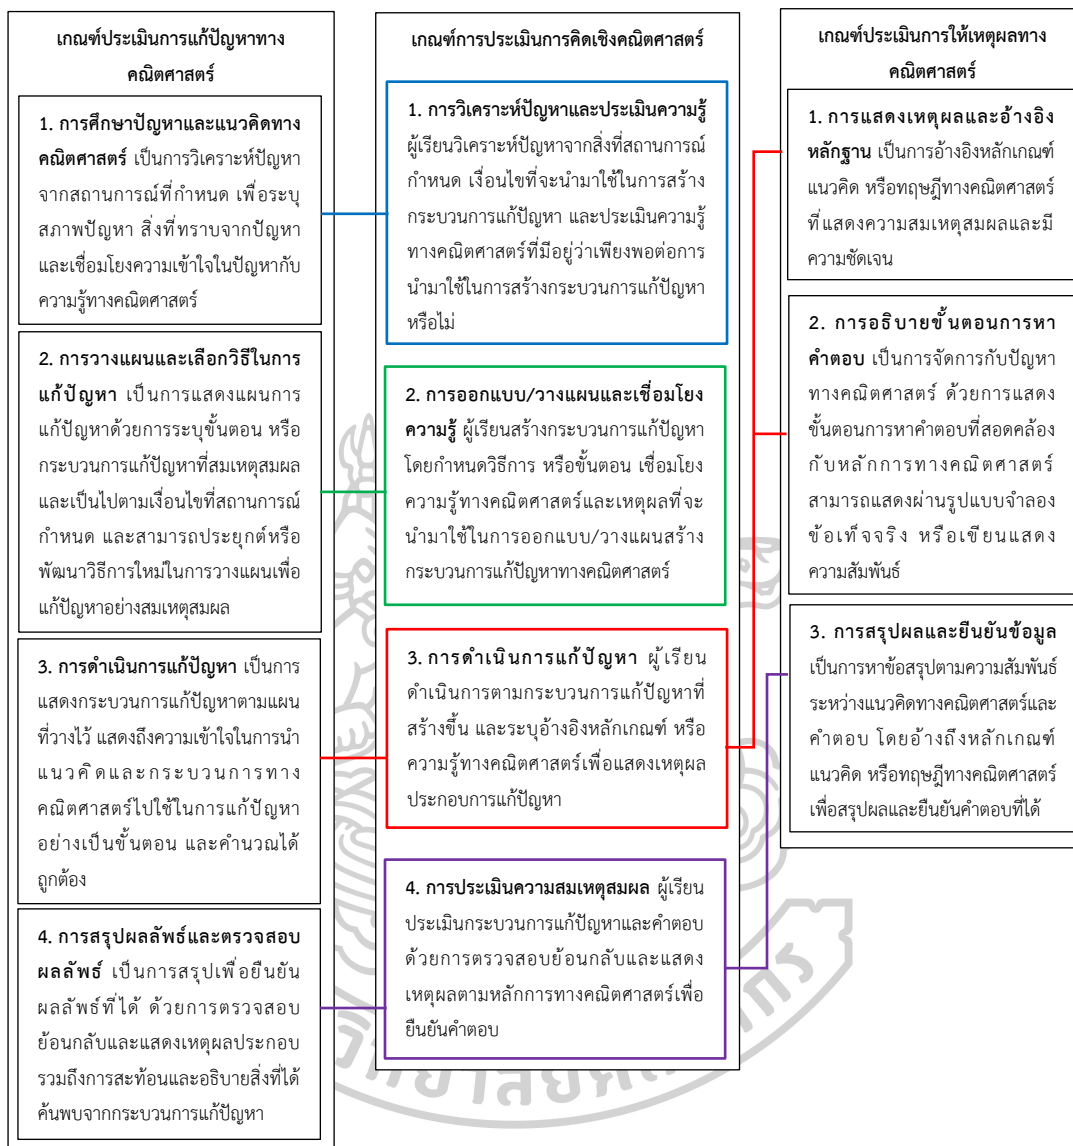 เกณฑ์ประเมินการแก้ปัญหาทาง
คณิตศาสตร์
1. การศึกษาปัญหาและแนวคิดทาง
คณิตศาสตร์ เป็นการวิเคราะห์ปัญหา
จากสถานการณ์ที่กำหนด เพื่อระบุ
สภาพปัญหา สิ่งที่ทราบจากปัญหา
และเชื่อมโยงความเข้าใจในปัญหากับ
ความรู้ทางคณิตศาสตร์
2. การวางแผนและเลือกวิธีในการ
แก้ปัญหา เป็นการแสดงแผนการ
แก้ปัญหาด้วยการระบุขั้นตอน หรือ
กระบวนการแก้ปัญหาที่สมเหตุสมผล
และเป็นไปตามเงื่อนไขที่สถานการณ์
กำหนด และสามารถประยุกต์หรือ
พัฒนาวิธีการใหม่ในการวางแผนเพื่อ
แก้ปัญหาอย่างสมเหตุสมผล
3. การดำเนินการแก้ปัญหา เป็นการ
แสดงกระบวนการแก้ปัญหาตามแผน
ที่วางไว้ แสดงถึงความเข้าใจในการนำ
แนวคิดและกระบวนการทาง
คณิตศาสตร์ไปใช้ในการแก้ปัญหา
อย่างเป็นขั้นตอน และคำนวณได้
ถูกต้อง
4. การสรุปผลลัพธ์และตรวจสอบ
ผลลัพธ์ เป็นการสรุปเพื่อยืนยัน
ผลลัพธ์ที่ได้ ด้วยการตรวจสอบ
ย้อนกลับและแสดงเหตุผลประกอบ
รวมถึงการสะท้อนและอธิบายสิ่งที่ได้
ค้นพบจากกระบวนการแก้ปัญหา
เกณฑ์การประเมินการคิดเชิงคณิตศาสตร์
1. การวิเคราะห์ปัญหาและประเมินความรู้
ผู้เรียนวิเคราะห์ปัญหาจากสิ่งที่สถานการณ์
กำหนด เงื่อนไขที่จะนำมาใช้ในการสร้าง
กระบวนการแก้ปัญหา และประเมินความรู้
ทางคณิตศาสตร์ที่มีอยู่ว่าเพียงพอต่อการ
นำมาใช้ในการสร้างกระบวนการแก้ปัญหา
หรือไม่
2. การออกแบบ/วางแผนและเชื่อมโยง
ความรู้ ผู้เรียนสร้างกระบวนการแก้ปัญหา
โดยกำหนดวิธีการ หรือขั้นตอน เชื่อมโยง
ความรู้ทางคณิตศาสตร์และเหตุผลที่จะ
นำมาใช้ในการออกแบบ/วางแผนสร้าง
กระบวนการแก้ปัญหาทางคณิตศาสตร์
3. การดำเนินการแก้ปัญหา ผู้เรียน
ดำเนินการตามกระบวนการแก้ปัญหาที่
สร้างขึ้น และระบุอ้างอิงหลักเกณฑ์ หรือ
ความรู้ทางคณิตศาสตร์เพื่อแสดงเหตุผล
ประกอบการแก้ปัญหา
4. การประเมินความสมเหตุสมผล ผู้เรียน
ประเมินกระบวนการแก้ปัญหาและคำตอบ
ด้วยการตรวจสอบย้อนกลับและแสดง
เหตุผลตามหลักการทางคณิตศาสตร์เพื่อ
ยืนยันคำตอบ
เกณฑ์ประเมินการให้เหตุผลทาง
คณิตศาสตร์
1. การแสดงเหตุผลและอ้างอิง
หลักฐาน เป็นการอ้างอิงหลักเกณฑ์
แนวคิด หรือทฤษฎีทางคณิตศาสตร์
ที่แสดงความสมเหตุสมผลและมี
ความชัดเจน
2. การอธิบายขั้นตอนการหา
คำตอบ เป็นการจัดการกับปัญหา
ทางคณิตศาสตร์ ด้วยการแสดง
ขั้นตอนการหาคำตอบที่สอดคล้อง
กับหลักการทางคณิตศาสตร์
สามารถแสดงผ่านรูปแบบจำลอง
ข้อเท็จจริง หรือเขียนแสดง
ความสัมพันธ์
3. การสรุปผลและยืนยันข้อมูล
เป็นการหาข้อสรุปตามความสัมพันธ์
ระหว่างแนวคิดทางคณิตศาสตร์และ
คำตอบ โดยอ้างถึงหลักเกณฑ์
แนวคิด หรือทฤษฎีทางคณิตศาสตร์
เพื่อสรุปผลและยืนยันคำตอบที่ได้